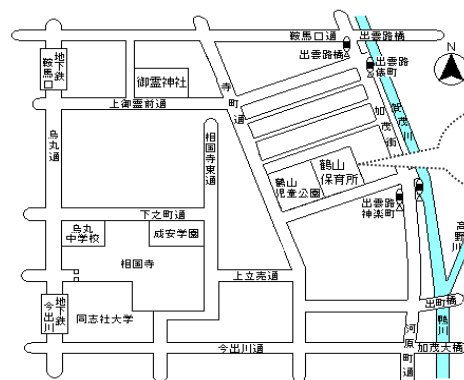 鞍馬口通
出雲路橋
N
地下鉄
鞍馬口
出雲路橋
出雲路
俵町
御霊神社
寺町通
上御霊前通
加茂街
賀茂川
烏丸通
相国寺東通
鶴山
保育所
鶴山
児童公園
下之町通
出雲路
神楽町
烏丸
中学校
成安学園
高野川
相国寺
上立売通
地下鉄
今出川
同志社大学
出町橋
鴨川
河原町通
今出川通
加茂大橋